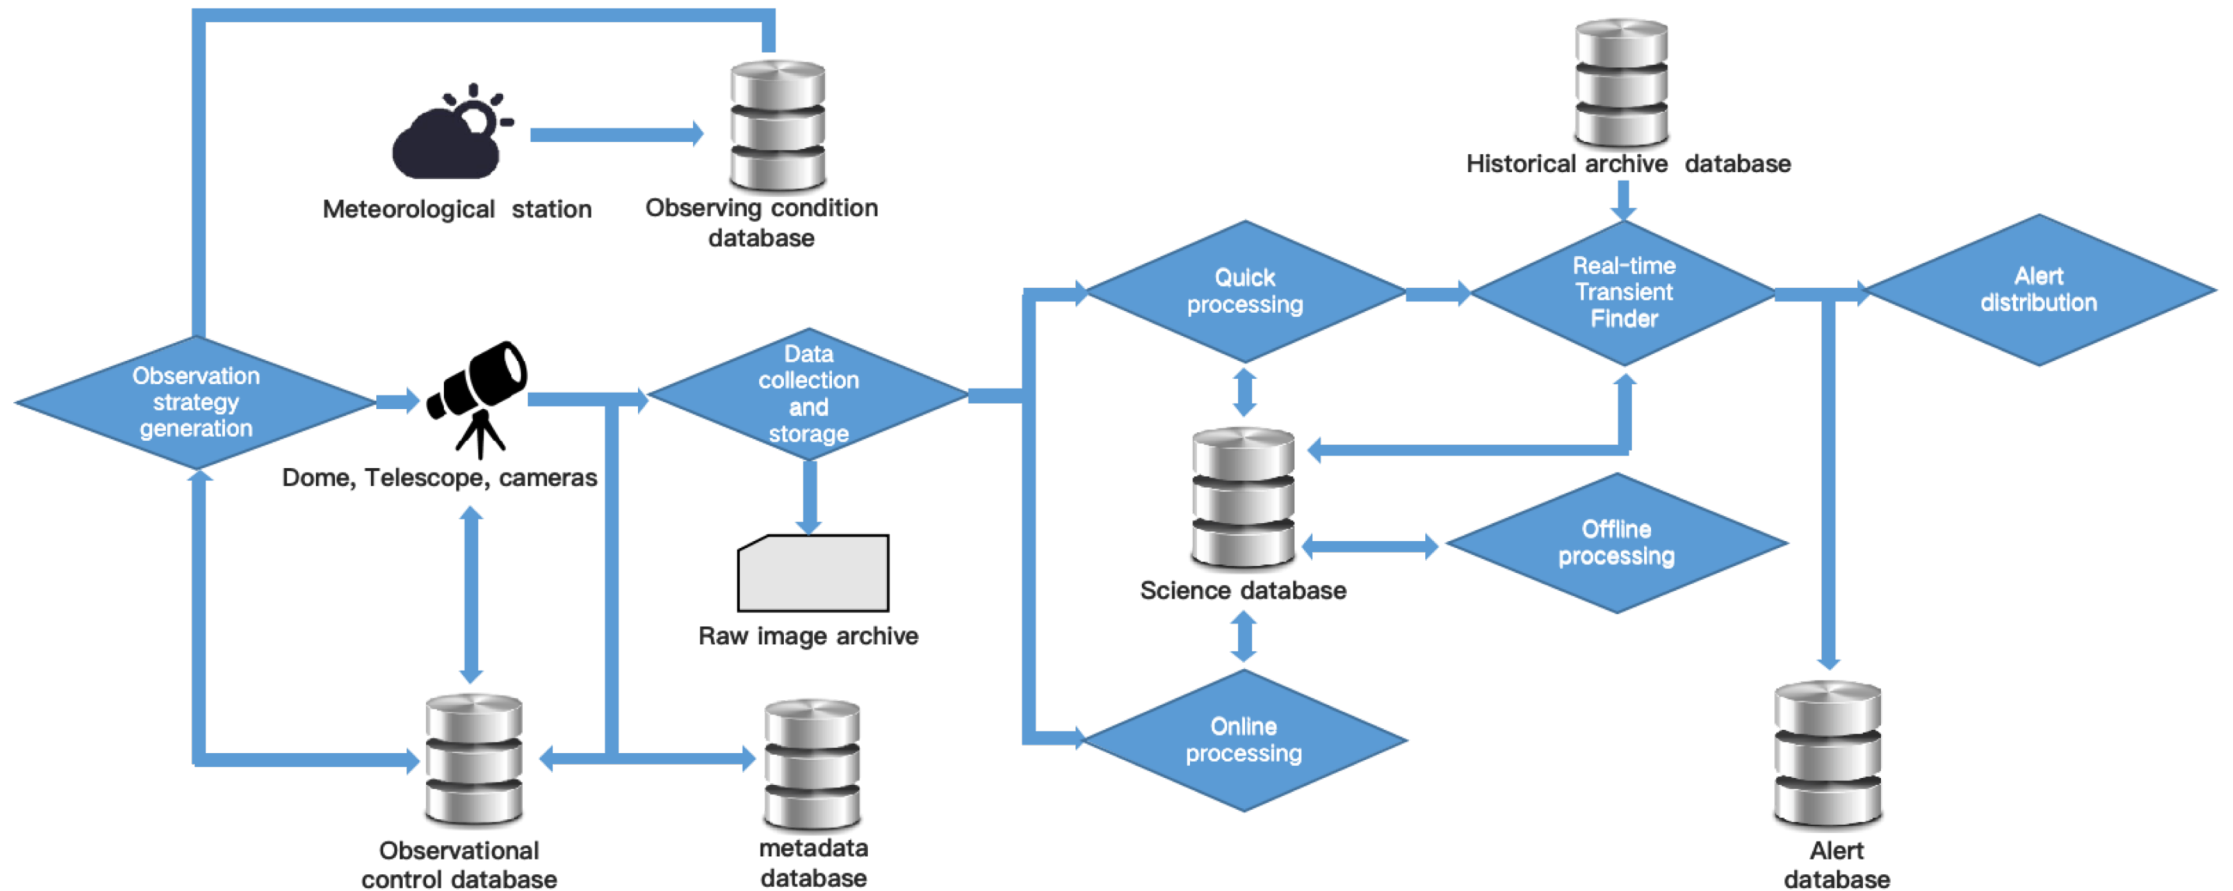 Meteorological station
Observing condition
database
Historical archive database
Observation
strategy
generation
Dome, Telescope, cameras
Data
collection
and
storage
Raw image archive
Observational
control database
metadata
database
Quick
processing
Real-time
Transient
Finder
Alert
distribution
Science database
Offline
processing
Online
processing
Alert
database